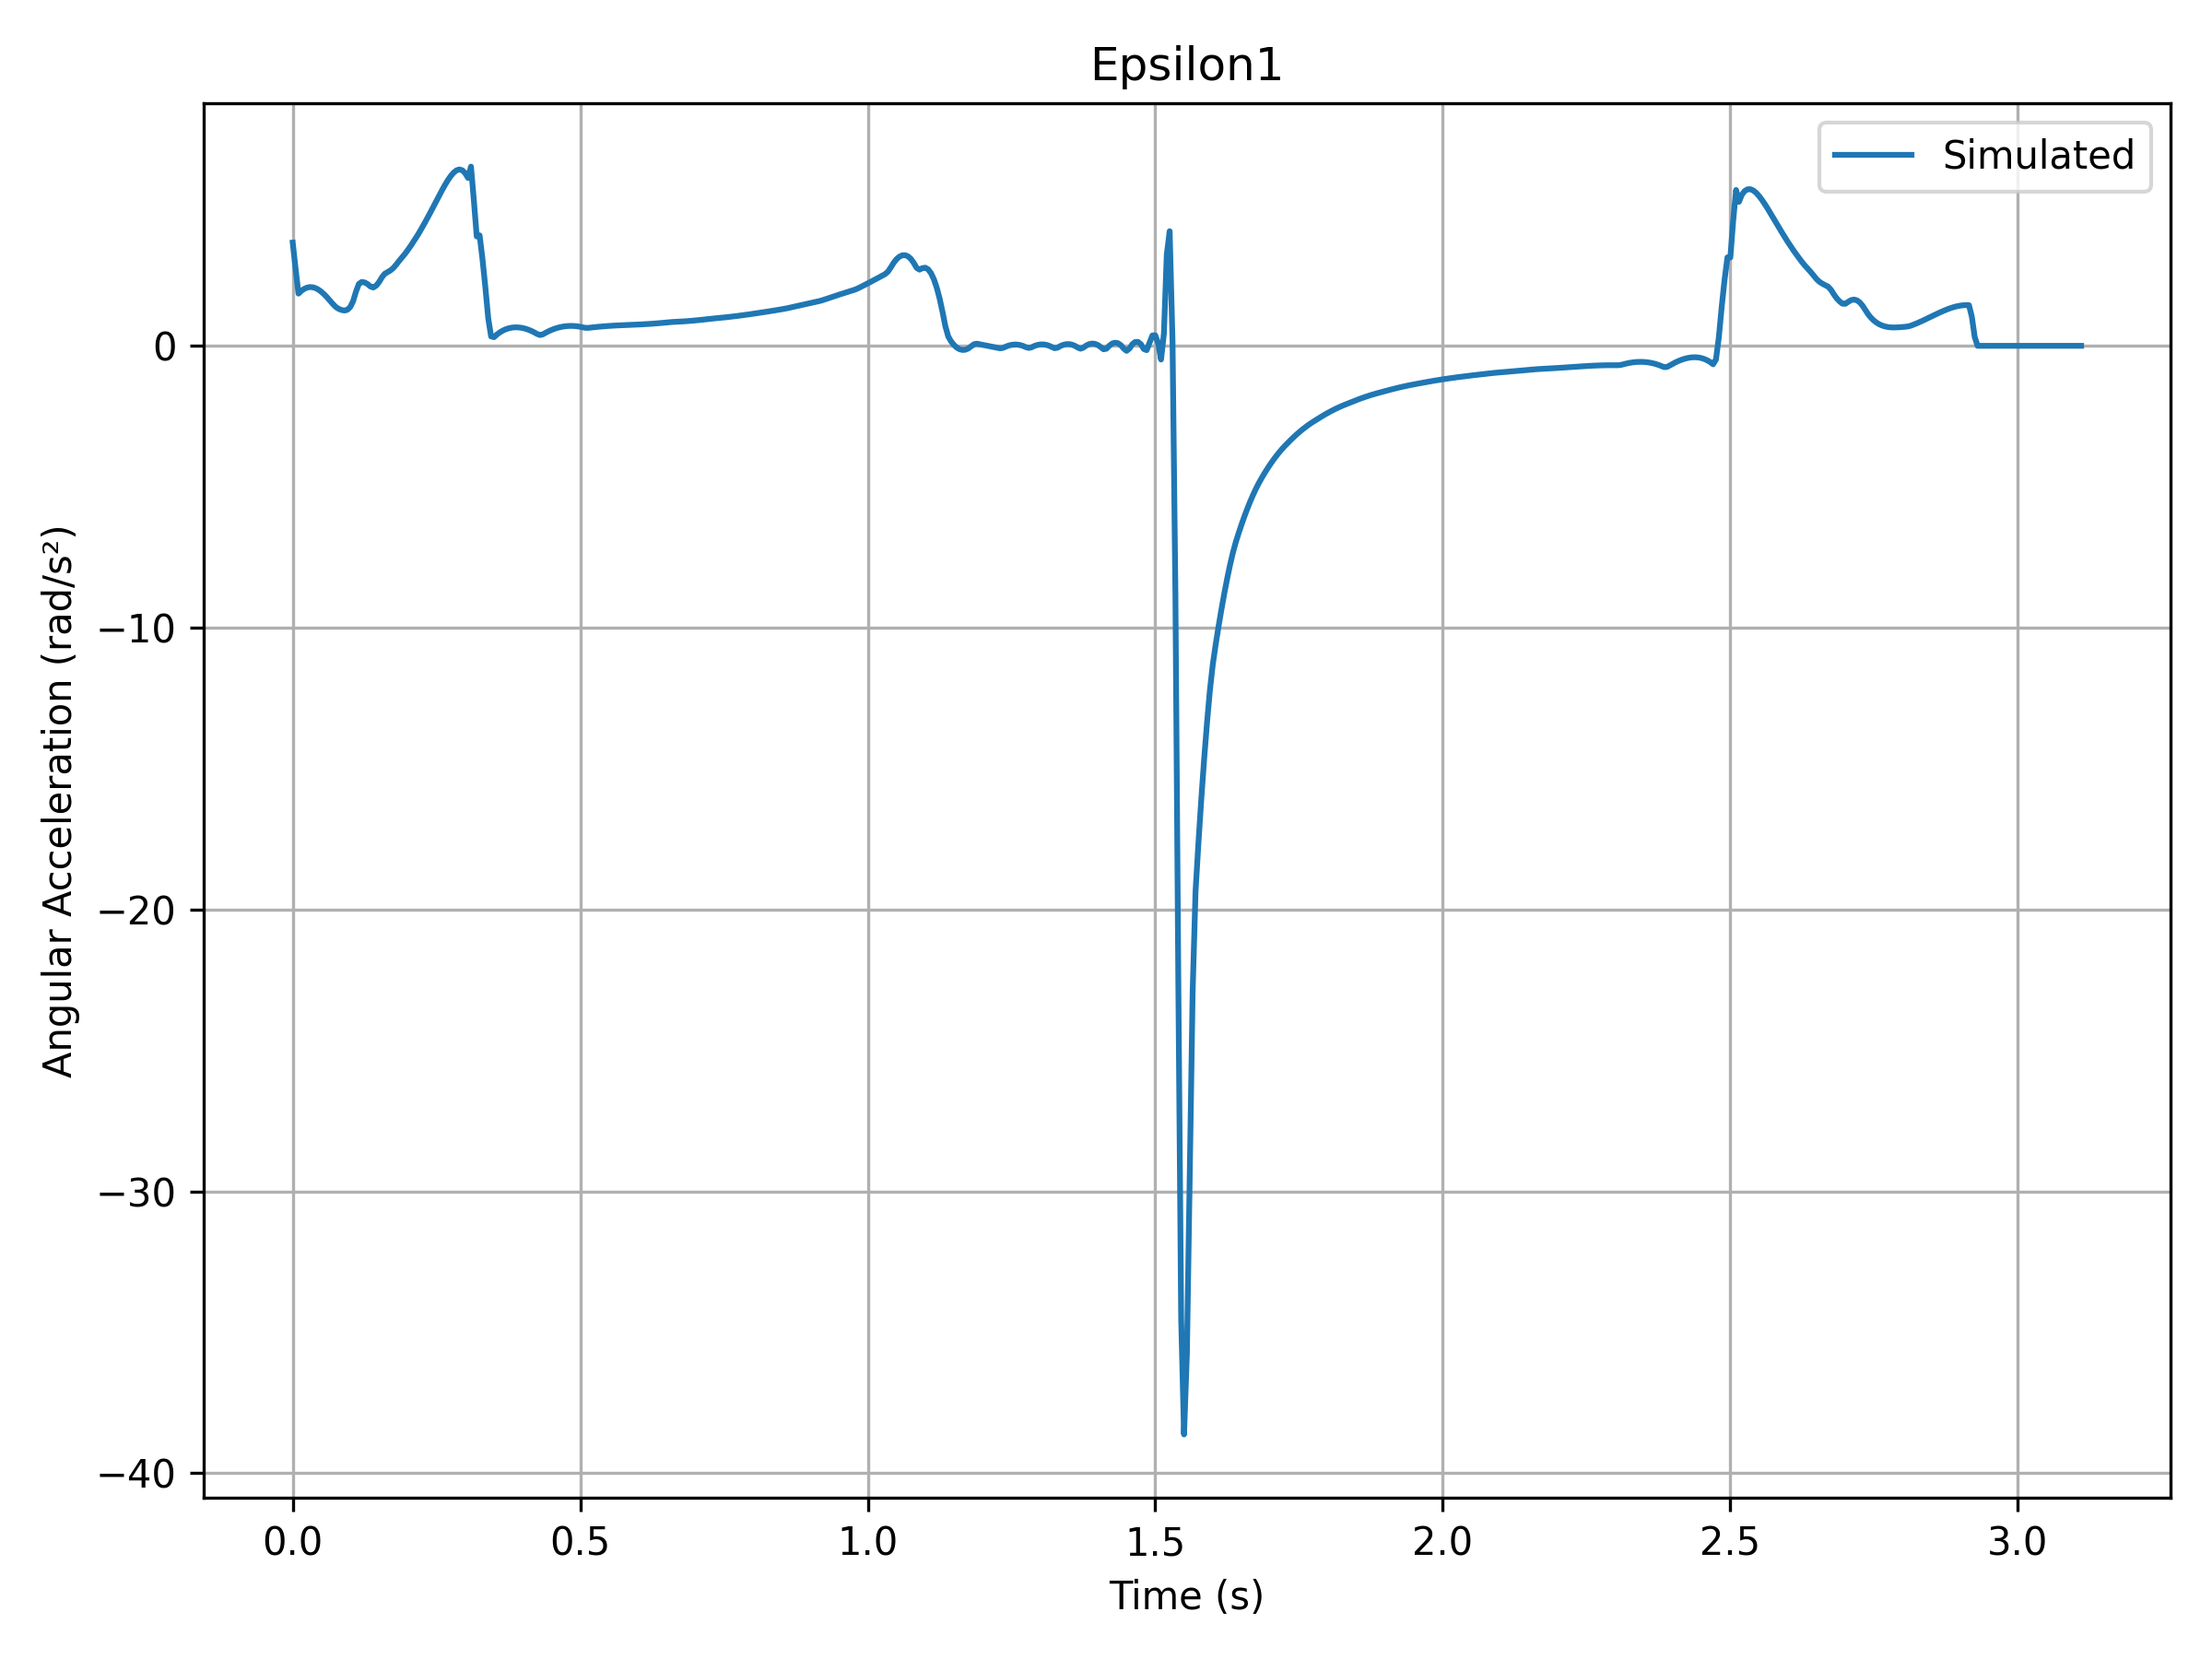 Epsilon1
Simulated
Angular Acceleration (rad/s²)
0
−10
−20
−30
−40
0.0 0.5 1.0 1.5 2.0 2.5 3.0
Time (s)